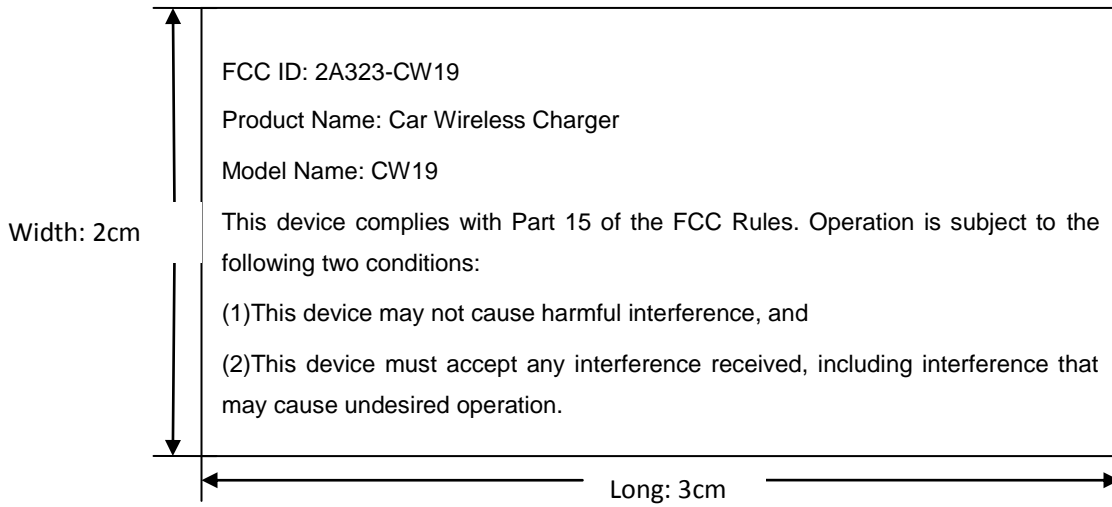 FCC ID: 2A323-CW19
Product Name: Car Wireless Charger
Model Name: CW19
Width: 2cm
This device complies with Part 15 of the FCC Rules. Operation is subject to the
following two conditions:
(1)This device may not cause harmful interference, and
(2)This device must accept any interference received, including interference that
may cause undesired operation.
Long: 3cm